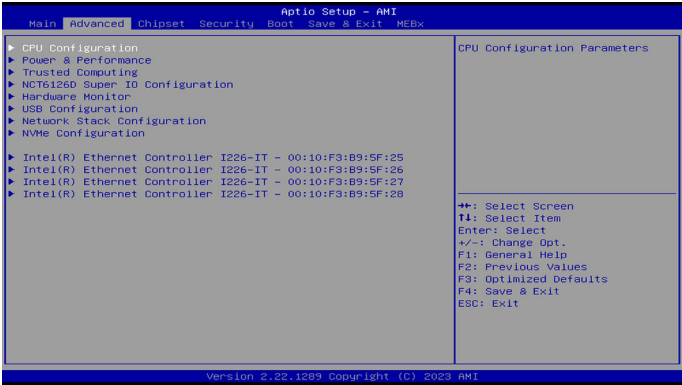 Aptio Setup – AMI
Main Advanced Chipset Security Boot Save & Exit MEBx
CPU Configuration
Power & Performance
Trusted Computing
NCT6126D Super IO Configuration
Hardware Monitor
USB Configuration
Network Stack Configuration
NVMe Configuration
Intel(R) Ethernet Controller I226-IT – 00:10:F3:B9:5F:25
Intel(R) Ethernet Controller I226-IT – 00:10:F3:B9:5F:26
Intel(R) Ethernet Controller I226-IT – 00:10:F3:B9:5F:27
Intel(R) Ethernet Controller I226-IT – 00:10:F3:B9:5F:28
CPU Configuration Parameters
→←: Select Screen
↑↓: Select Item
Enter: Select
+/-: Change Opt.
F1: General Help
F2: Previous Values
F3: Optimized Defaults
F4: Save & Exit
ESC: Exit
Version 2.22.1289 Copyright (C) 2023 AMI